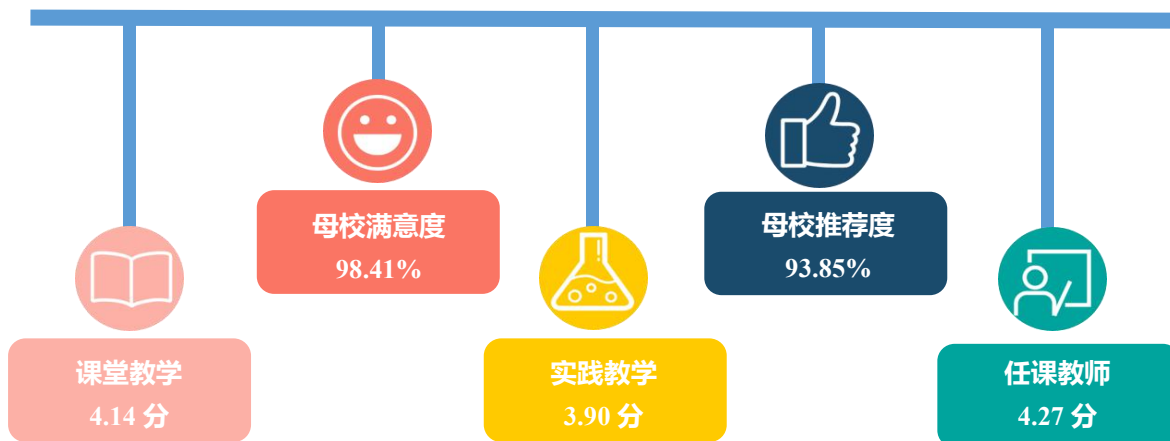 母校满意度
98.41%
母校推荐度
93.85%
课堂教学
4.14 分
实践教学
3.90 分
任课教师
4.27 分